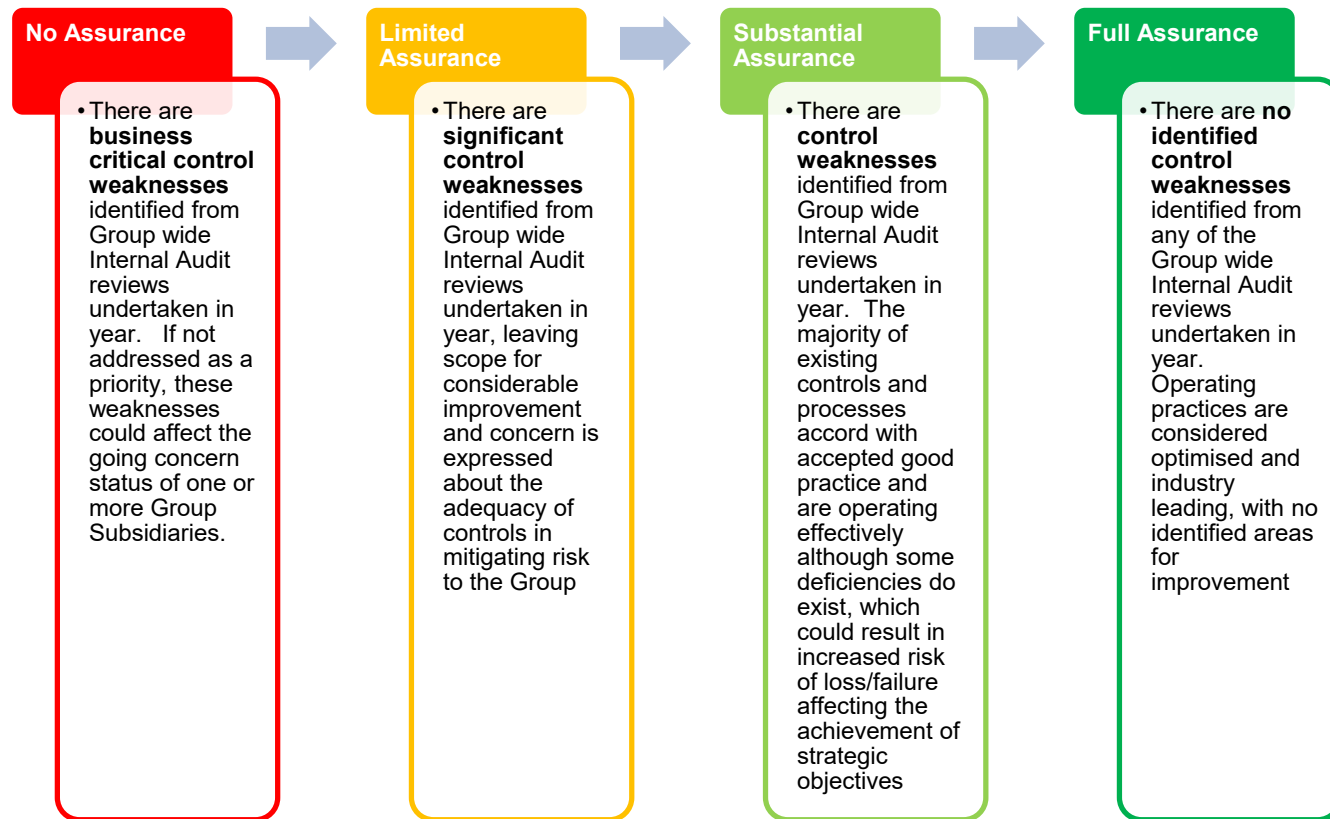 No Assurance
• There are
business
critical control
weaknesses
identified from
Group wide
Internal Audit
reviews
undertaken in
year.   If not
addressed as a
priority, these
weaknesses
could affect the
going concern
status of one or
more Group
Subsidiaries.
Limited
Assurance
• There are
significant
control
weaknesses
identified from
Group wide
Internal Audit
reviews
undertaken in
year, leaving
scope for
considerable
improvement
and concern is
expressed
about the
adequacy of
controls in
mitigating risk
to the Group
Substantial
Assurance
• There are
control
weaknesses
identified from
Group wide
Internal Audit
reviews
undertaken in
year.  The
majority of
existing
controls and
processes
accord with
accepted good
practice and
are operating
effectively
although some
deficiencies do
exist, which
could result in
increased risk
of loss/failure
affecting the
achievement of
strategic
objectives
Full Assurance
• There are no
identified
control
weaknesses
identified from
any of the
Group wide
Internal Audit
reviews
undertaken in
year.
Operating
practices are
considered
optimised and
industry
leading, with no
identified areas
for
improvement